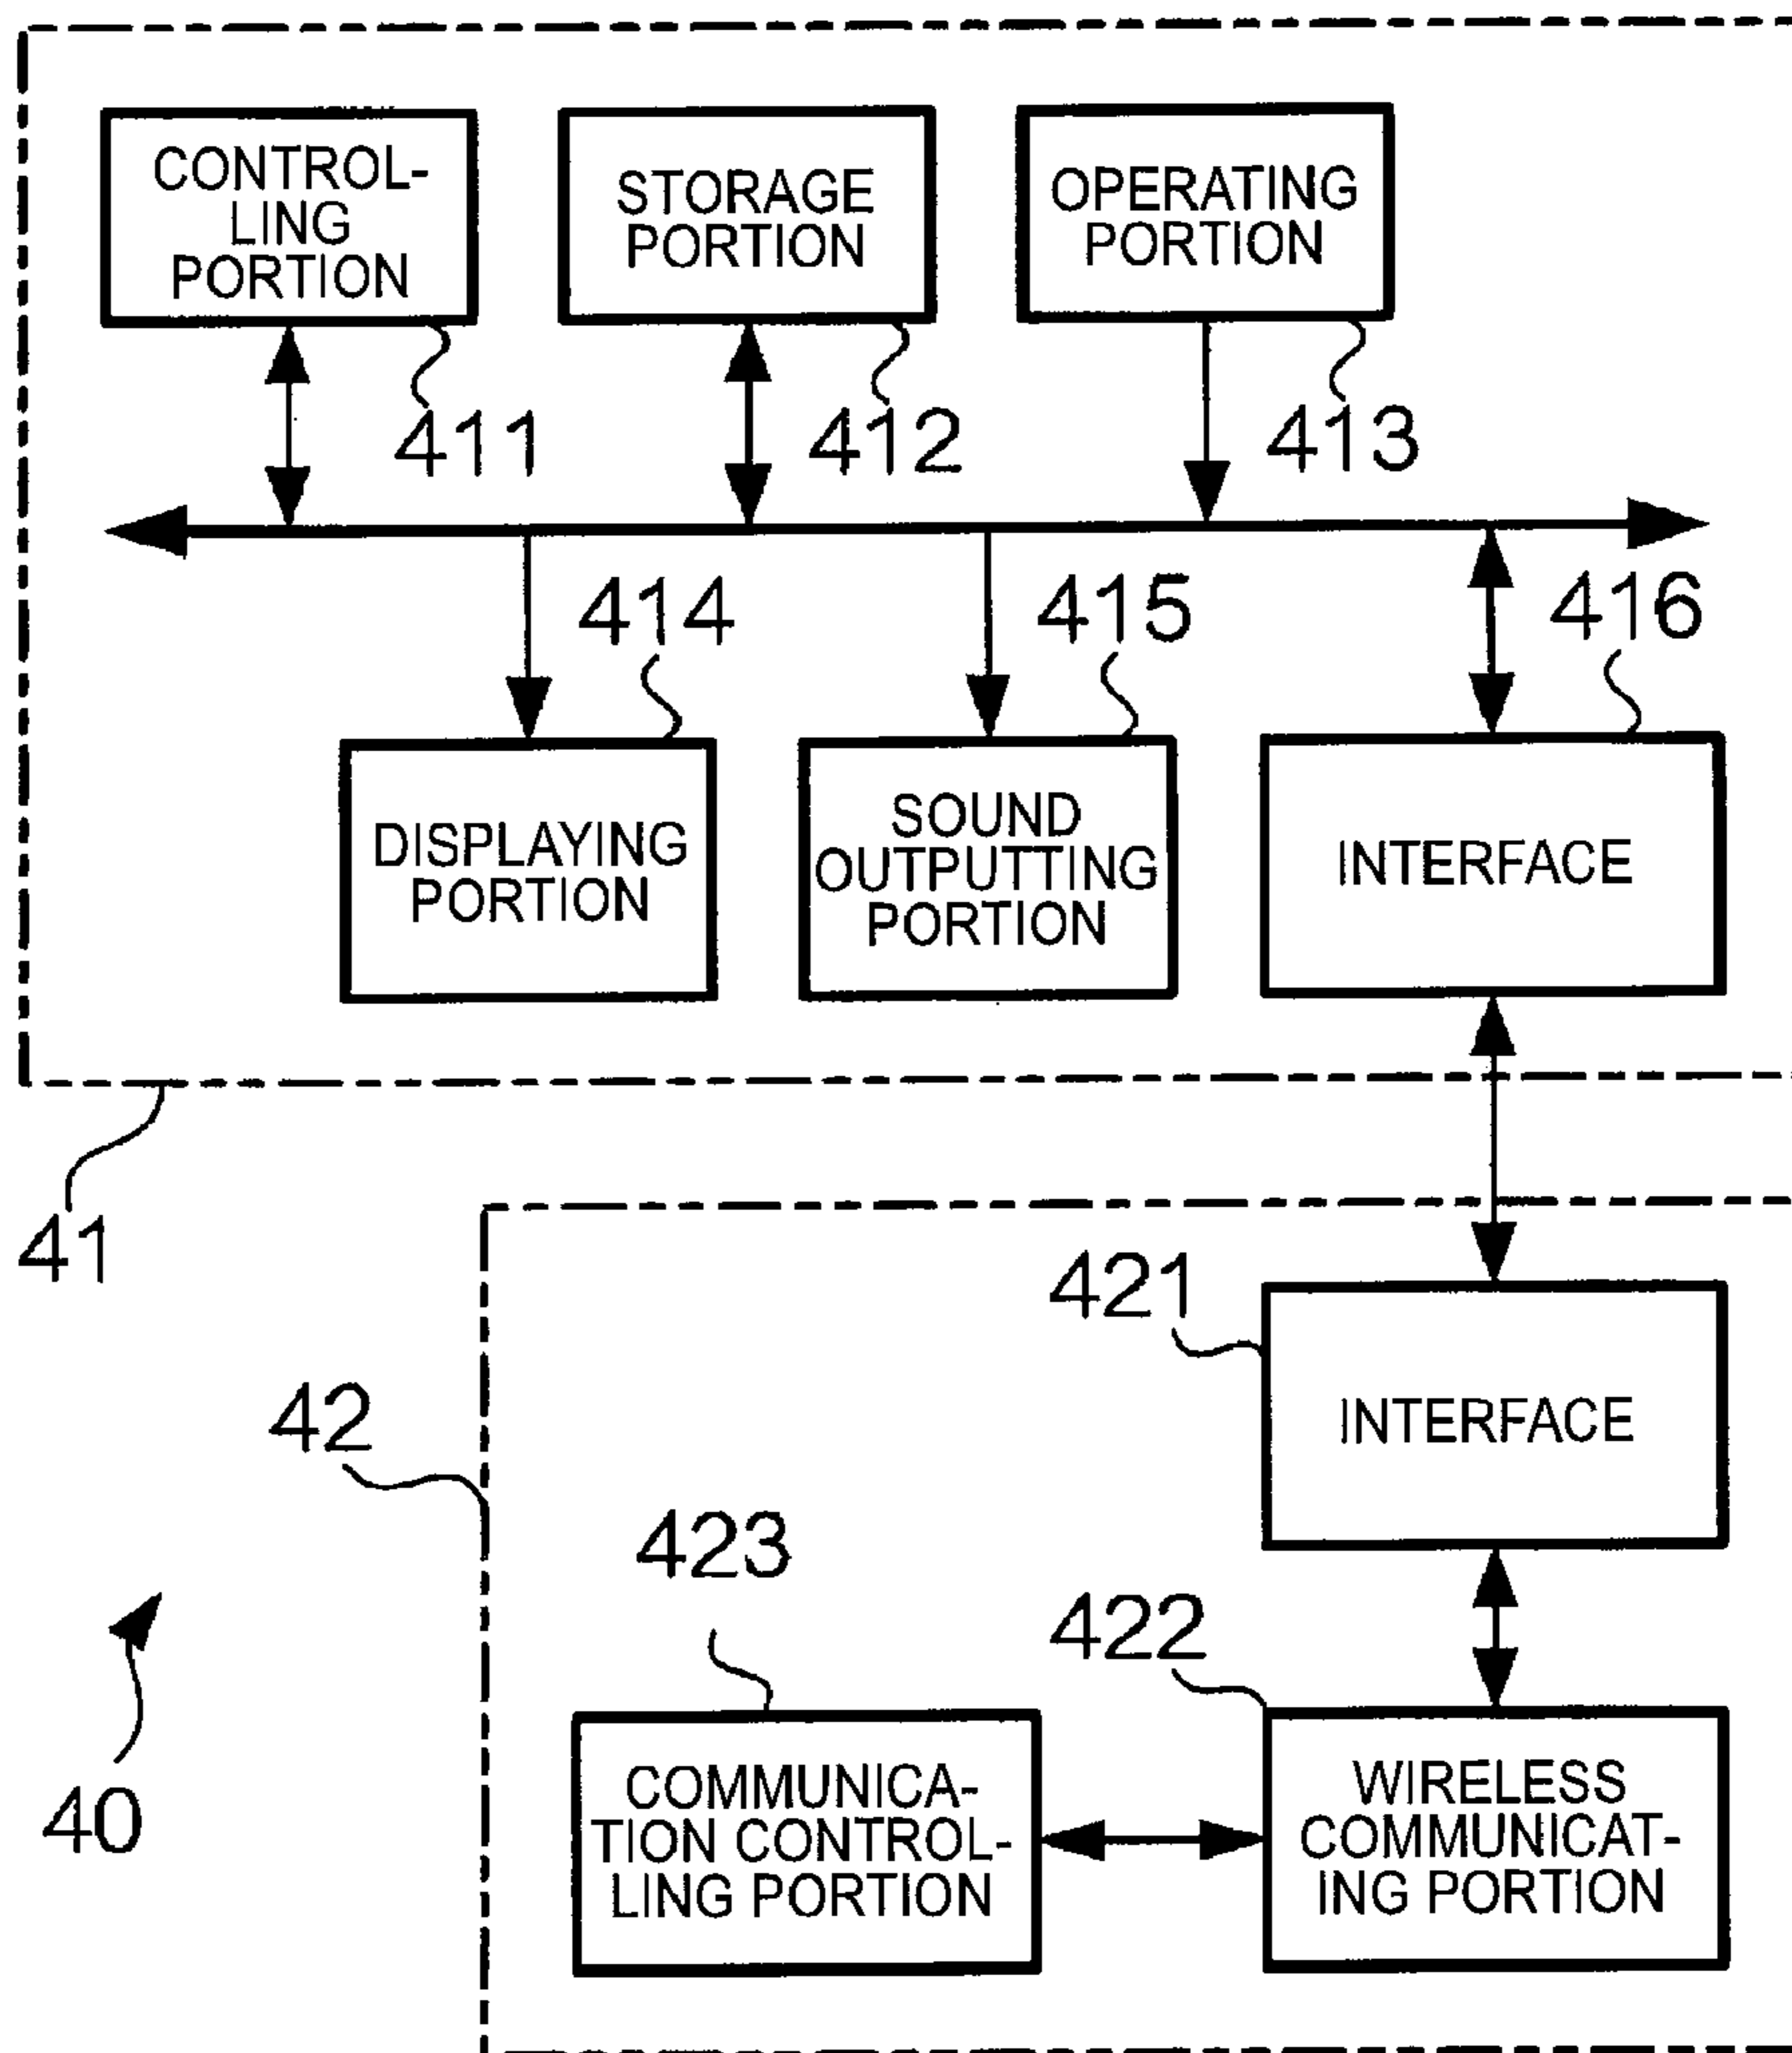 CONTROL-
LING
PORTION
STORAGE
PORTION
OPERATING
PORTION
411
412
413
414
415
416
DISPLAYING
PORTION
SOUND
OUTPUTTING
PORTION
INTERFACE
41
421
INTERFACE
42
423
422
COMMUNICA-
TION CONTROL-
LING PORTION
WIRELESS
COMMUNICAT-
ING PORTION
40